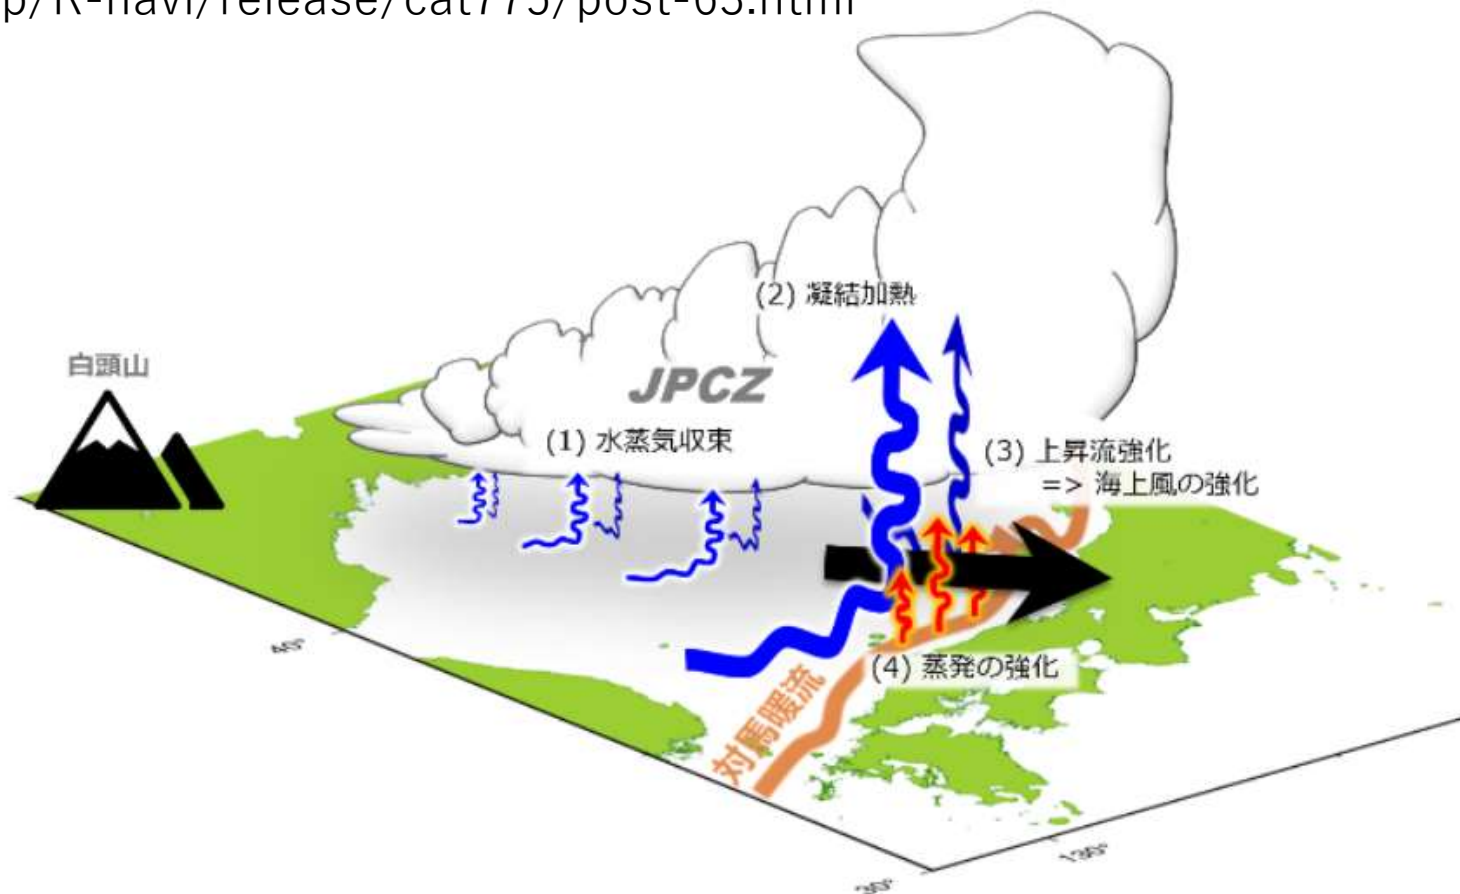 p/R-navi/release/cat775/post-65.html
(2) 凝結加熱
白頭山
JPCZ
(1) 水蒸気収束
(3) 上昇流強化
=> 海上風の強化
40°
(4) 蒸発の強化
対馬暖流
130°
30°